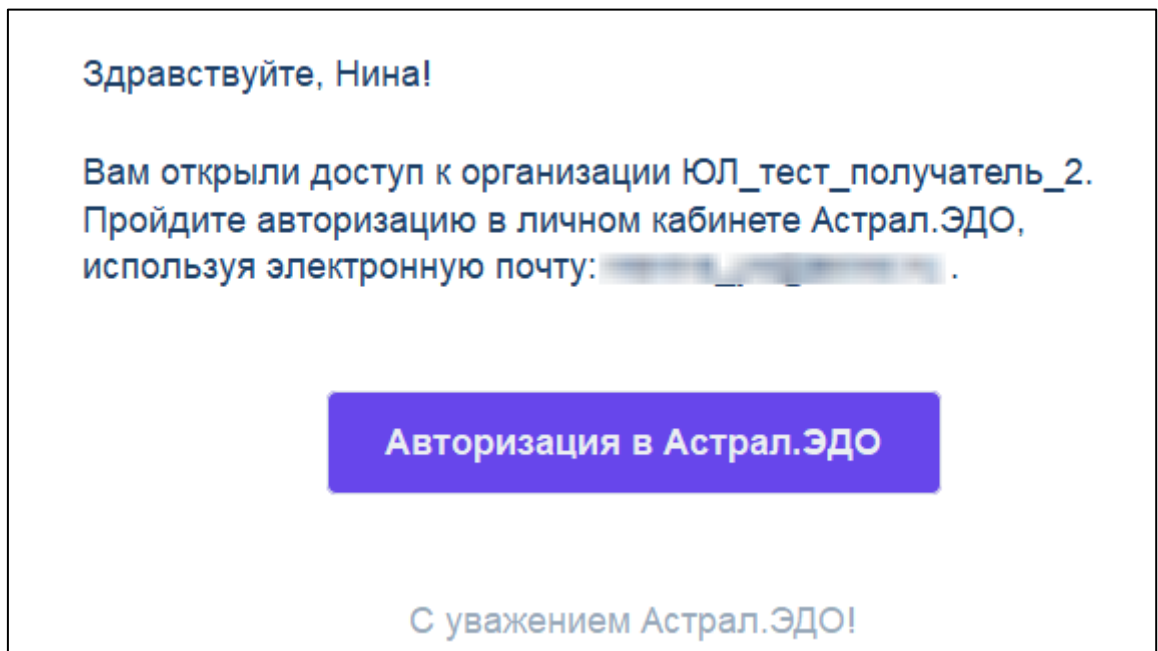 Здравствуйте, Нина!
Вам открыли доступ к организации ЮЛ_тест_получатель_2.
Пройдите авторизацию в личном кабинете Астрал.ЭДО,
используя электронную почту: .
Авторизация в Астрал.ЭДО
С уважением Астрал.ЭДО!